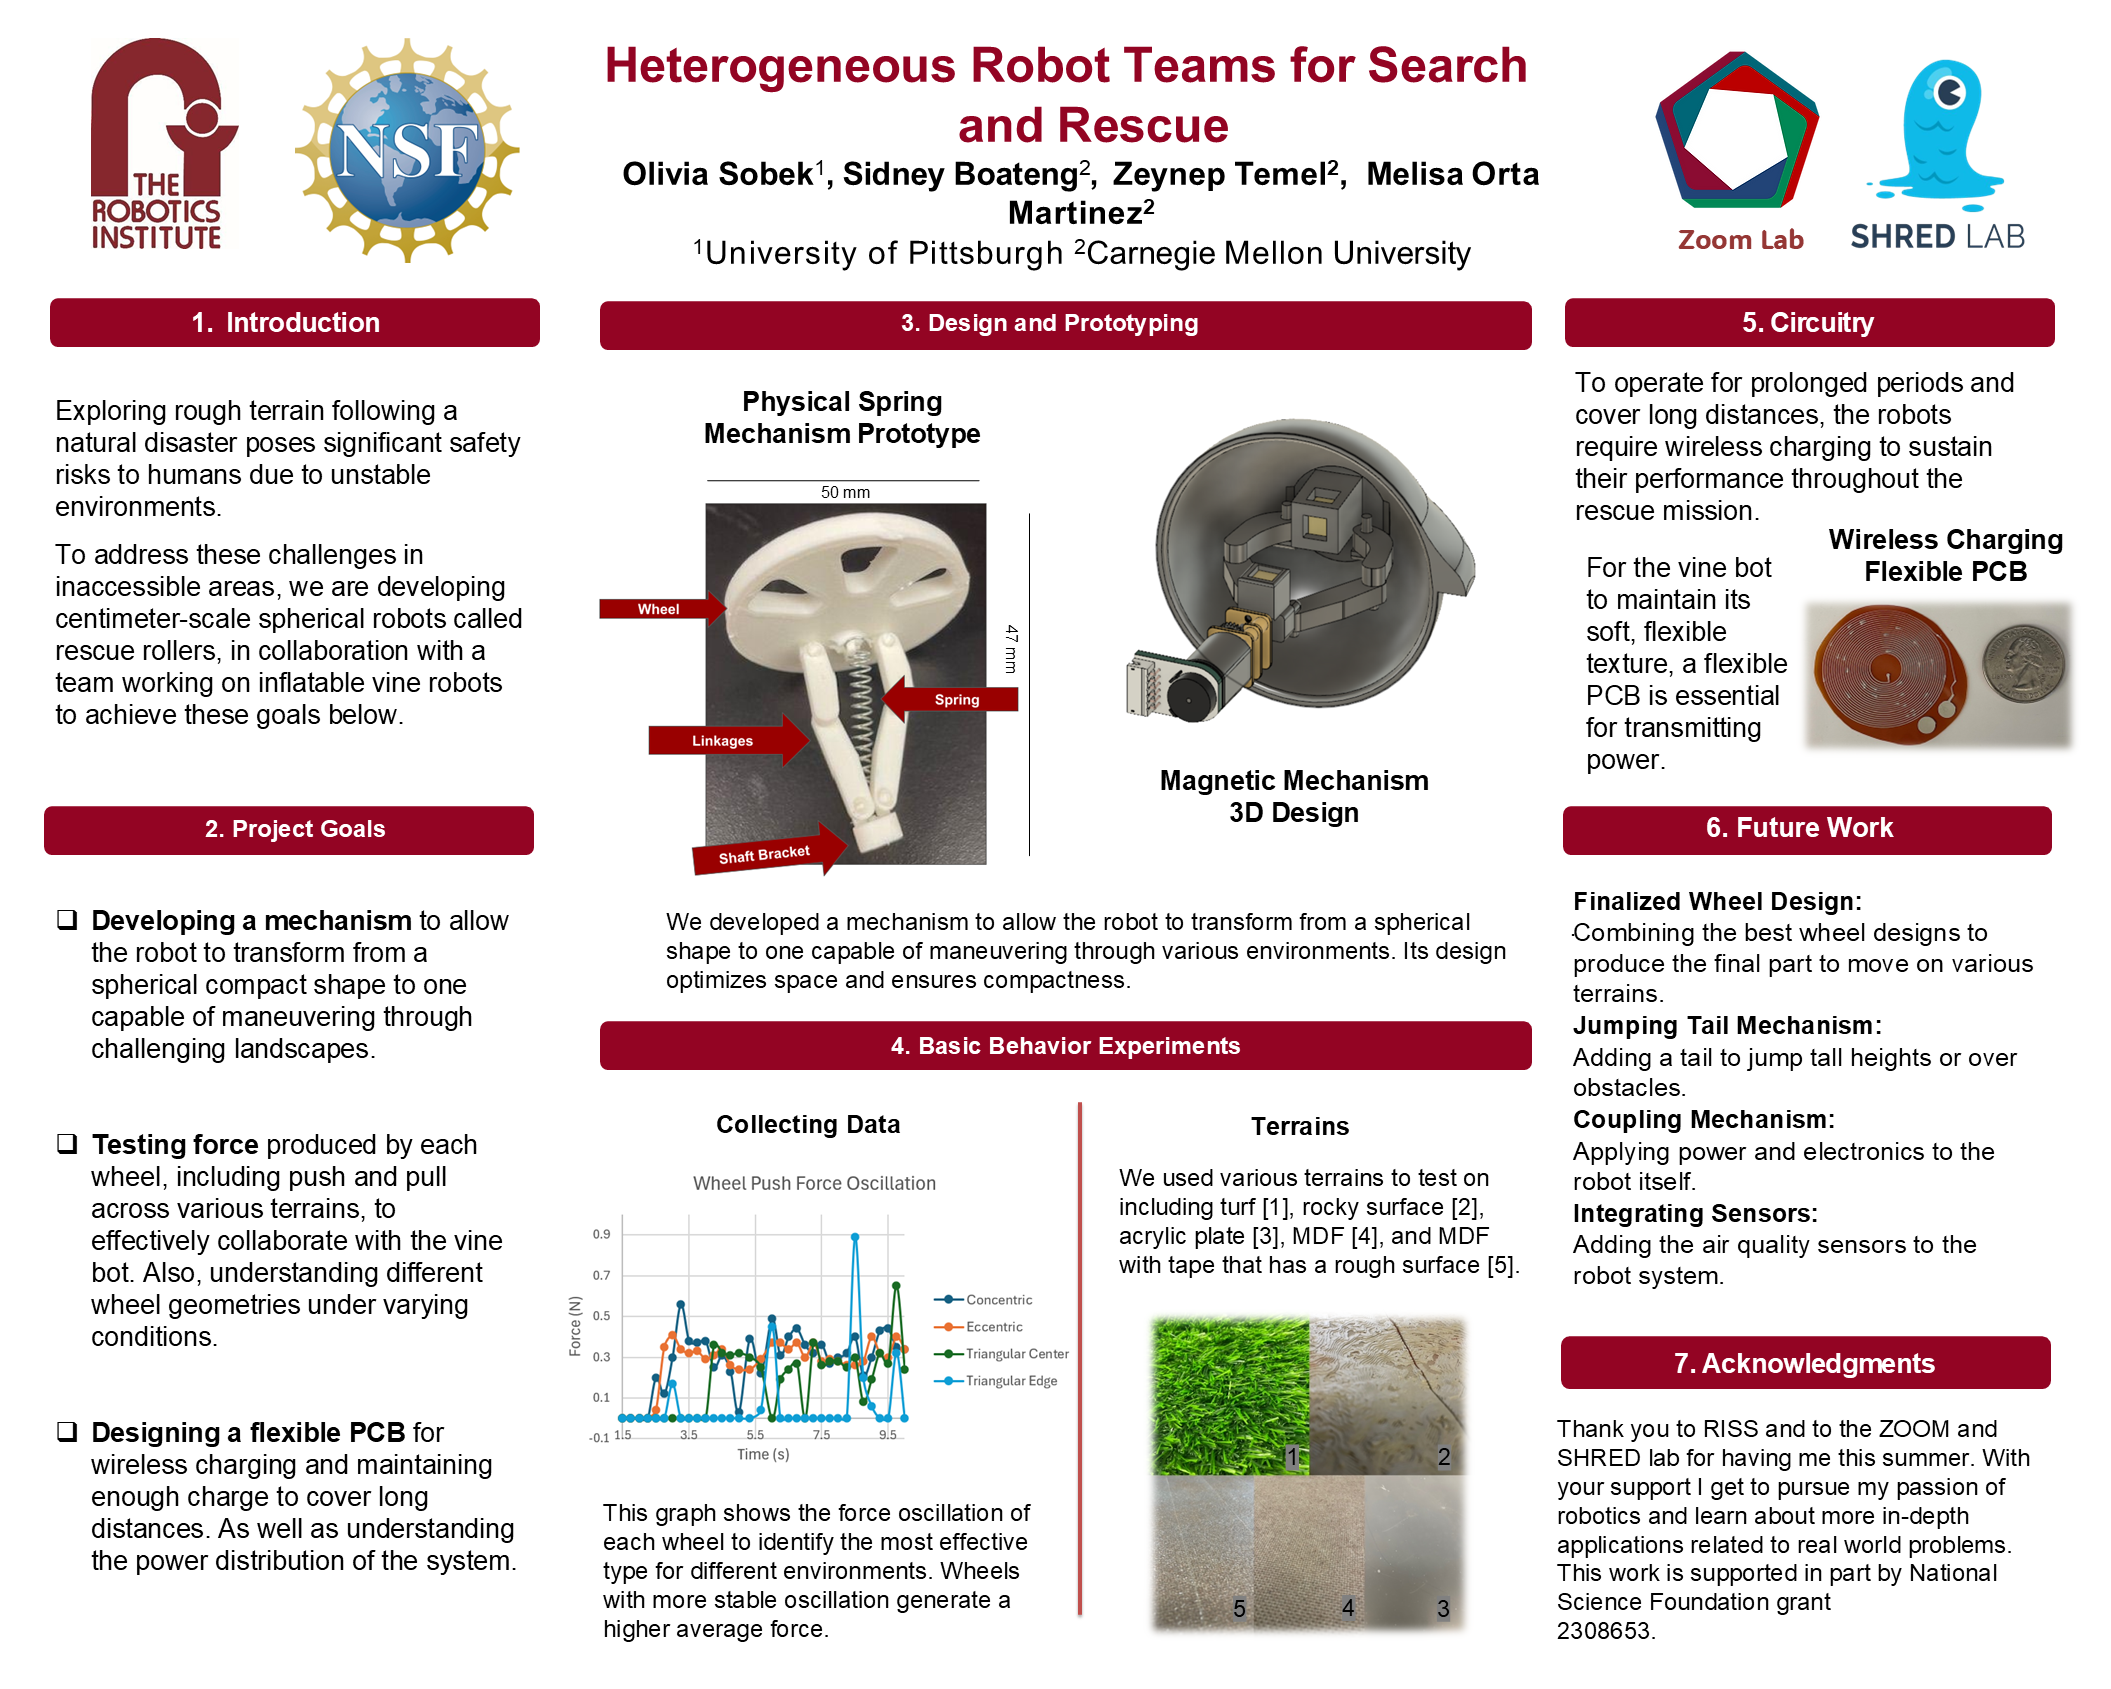 THE
ROBOTICS
INSTITUTE
NSF
Heterogeneous Robot Teams for Search
and Rescue
Olivia Sobek1, Sidney Boateng2, Zeynep Temel2, Melisa Orta
Martinez2
1University of Pittsburgh 2Carnegie Mellon University
Zoom Lab
SHRED LAB
1. Introduction
Exploring rough terrain following a
natural disaster poses significant safety
risks to humans due to unstable
environments.
To address these challenges in
inaccessible areas, we are developing
centimeter-scale spherical robots called
rescue rollers, in collaboration with a
team working on inflatable vine robots
to achieve these goals below.
2. Project Goals
❑ Developing a mechanism to allow
the robot to transform from a
spherical compact shape to one
capable of maneuvering through
challenging landscapes.
❑ Testing force produced by each
wheel, including push and pull
across various terrains, to
effectively collaborate with the vine
bot. Also, understanding different
wheel geometries under varying
conditions.
❑ Designing a flexible PCB for
wireless charging and maintaining
enough charge to cover long
distances. As well as understanding
the power distribution of the system.
3. Design and Prototyping
Physical Spring
Mechanism Prototype
50 mm
47 mm
Wheel
Spring
Linkages
Shaft Bracket
Magnetic Mechanism
3D Design
We developed a mechanism to allow the robot to transform from a spherical
shape to one capable of maneuvering through various environments. Its design
optimizes space and ensures compactness.
4. Basic Behavior Experiments
Collecting Data
Wheel Push Force Oscillation
Force (N)
0.9
0.7
0.5
0.3
0.1
-0.1
1.5 3.5 5.5 7.5 9.5
Time (s)
Concentric
Eccentric
Triangular Center
Triangular Edge
This graph shows the force oscillation of
each wheel to identify the most effective
type for different environments. Wheels
with more stable oscillation generate a
higher average force.
Terrains
We used various terrains to test on
including turf [1], rocky surface [2],
acrylic plate [3], MDF [4], and MDF
with tape that has a rough surface [5].
1
2
5
4
3
5. Circuitry
To operate for prolonged periods and
cover long distances, the robots
require wireless charging to sustain
their performance throughout the
rescue mission.
For the vine bot
to maintain its
soft, flexible
texture, a flexible
PCB is essential
for transmitting
power.
Wireless Charging
Flexible PCB
6. Future Work
Finalized Wheel Design:
Combining the best wheel designs to
produce the final part to move on various
terrains.
Jumping Tail Mechanism:
Adding a tail to jump tall heights or over
obstacles.
Coupling Mechanism:
Applying power and electronics to the
robot itself.
Integrating Sensors:
Adding the air quality sensors to the
robot system.
7. Acknowledgments
Thank you to RISS and to the ZOOM and
SHRED lab for having me this summer. With
your support I get to pursue my passion of
robotics and learn about more in-depth
applications related to real world problems.
This work is supported in part by National
Science Foundation grant
2308653.